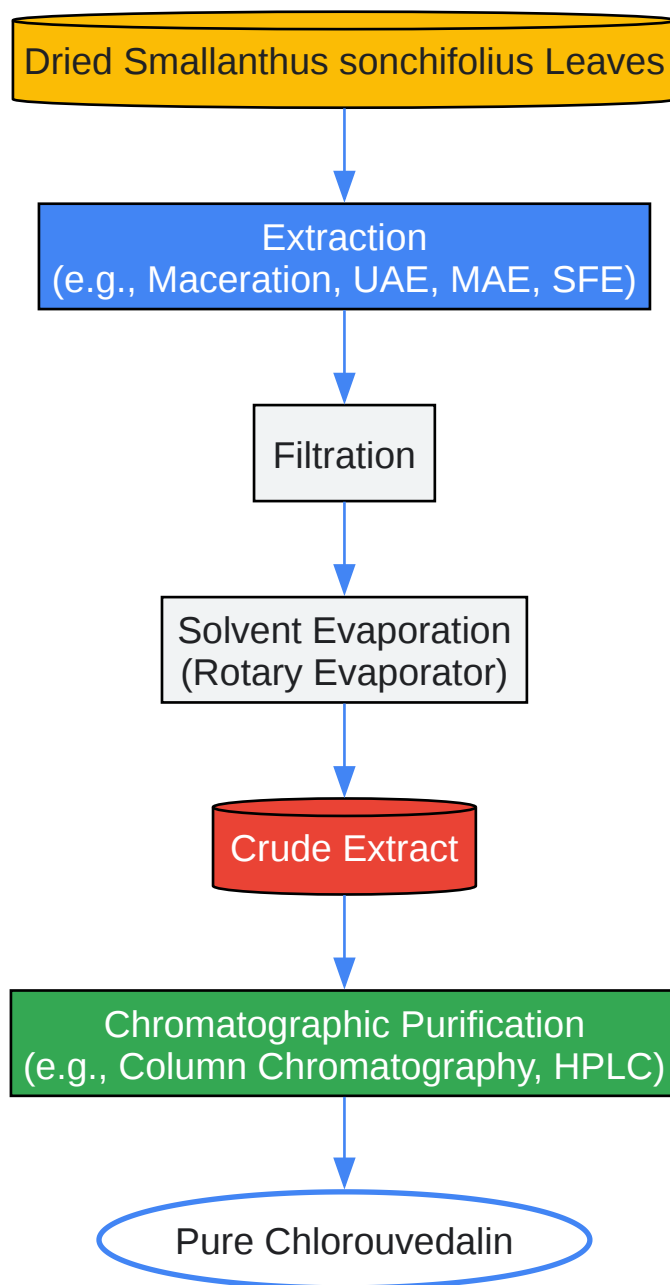 Dried Smallanthus sonchifolius Leaves
Extraction
(e.g., Maceration, UAE, MAE, SFE)
Filtration
Solvent Evaporation
(Rotary Evaporator)
Crude Extract
Chromatographic Purification
(e.g., Column Chromatography, HPLC)
Pure Chlorouvedalin